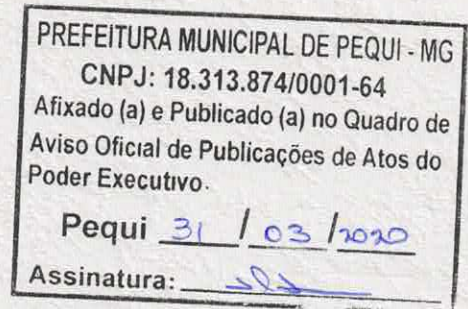 PREFEITURA MUNICIPAL DE PEQUI - MG
CNPJ: 18.313.874/0001-64
Afixado (a) e Publicado (a) no Quadro de
Aviso Oficial de Publicações de Atos do
Poder Executivo.
Pequi 31 / 03 / 2020
Assinatura: